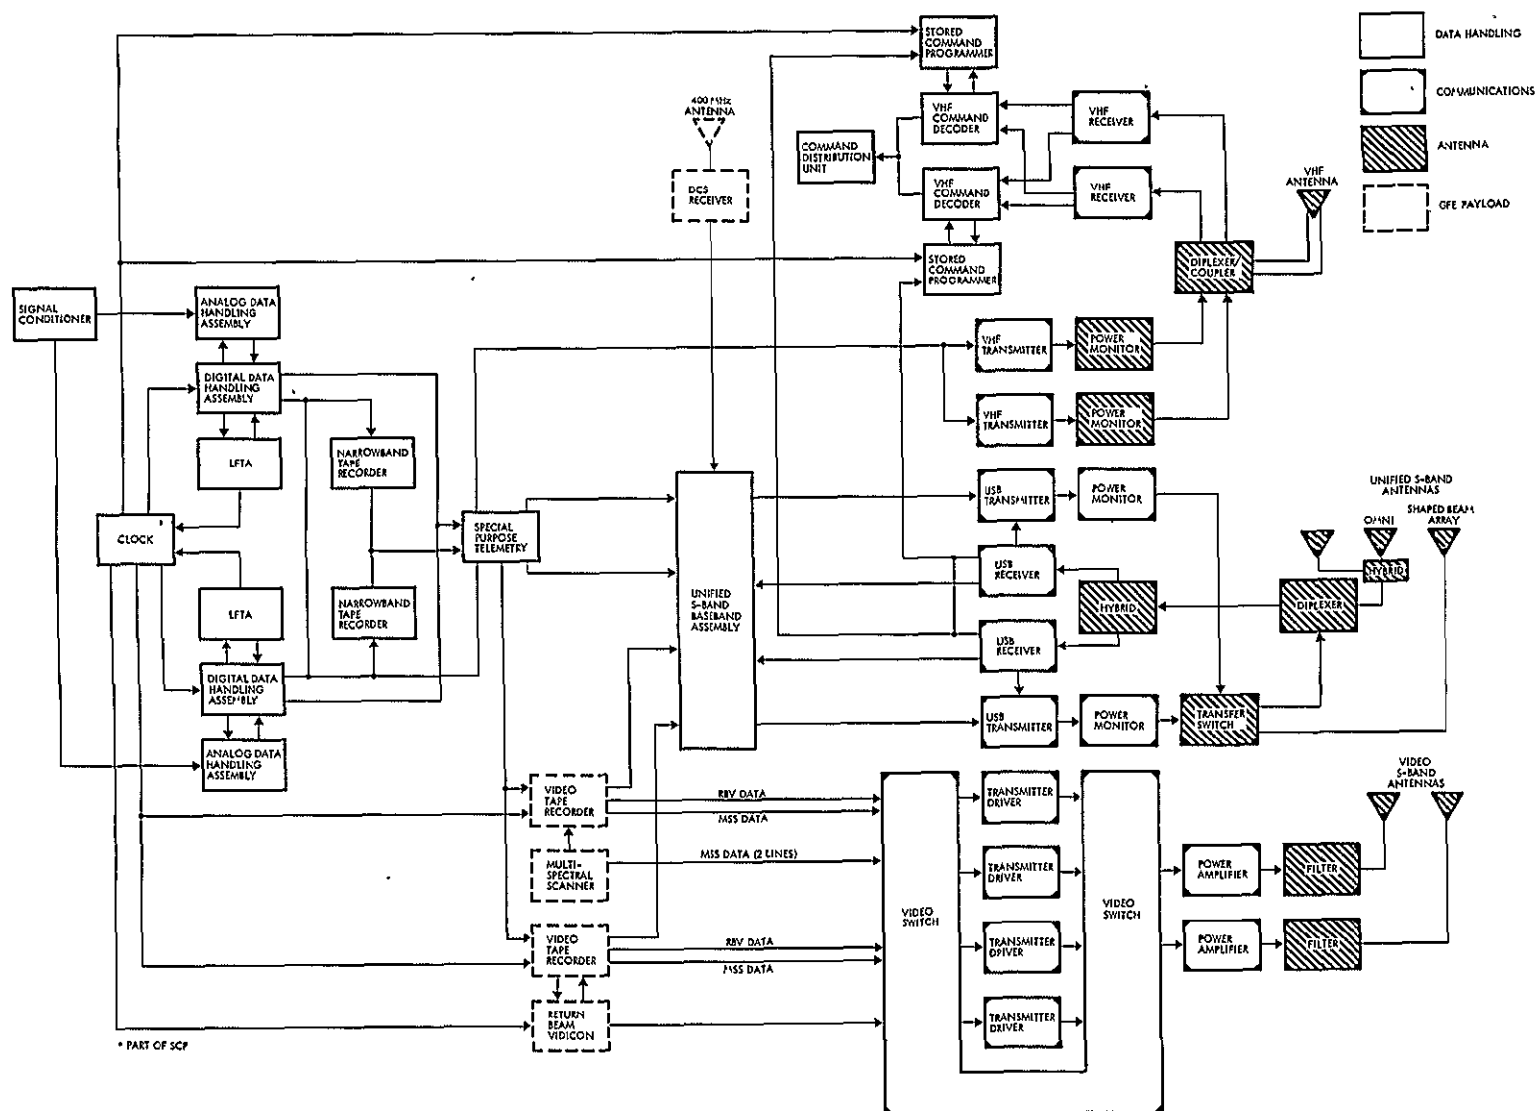 STORED
COMMAND
PROGRAMMER
DATA HANDLING
COMMUNICATIONS
ANTENNA
GFE PAYLOAD
400 MHz
ANTENNA
DCS
RECEIVER
VHF
COMMAND
DECODER
VHF
RECEIVER
COMMAND
DISTRIBUTION
UNIT
VHF
COMMAND
DECODER
VHF
RECEIVER
VHF
ANTENNA
STORED
COMMAND
PROGRAMMER
DIPLEXER/
COUPLER
SIGNAL
CONDITIONER
ANALOG DATA
HANDLING
ASSEMBLY
DIGITAL DATA
HANDLING
ASSEMBLY
LFTA
NARROWBAND
TAPE
RECORDER
VHF
TRANSMITTER
POWER
MONITOR
VHF
TRANSMITTER
POWER
MONITOR
CLOCK
*
SPECIAL
PURPOSE
TELEMETRY
LFTA
NARROWBAND
TAPE
RECORDER
DIGITAL DATA
HANDLING
ASSEMBLY
ANALOG DATA
HANDLING
ASSEMBLY
UNIFIED
S-BAND
BASEBAND
ASSEMBLY
USB
TRANSMITTER
POWER
MONITOR
USB
RECEIVER
HYBRID
USB
RECEIVER
USB
TRANSMITTER
POWER
MONITOR
TRANSFER
SWITCH
UNIFIED S-BAND
ANTENNAS
OMNI
SHAPED BEAM
ARRAY
HYBRID
DIPLEXER
VIDEO
TAPE
RECORDER
RBV DATA
MSS DATA
MULTI-
SPECTRAL
SCANNER
MSS DATA (2 LINES)
VIDEO
TAPE
RECORDER
RBV DATA
MSS DATA
RETURN
BEAM
VIDICON
VIDEO
SWITCH
TRANSMITTER
DRIVER
TRANSMITTER
DRIVER
TRANSMITTER
DRIVER
TRANSMITTER
DRIVER
VIDEO
SWITCH
POWER
AMPLIFIER
FILTER
POWER
AMPLIFIER
FILTER
VIDEO
S-BAND
ANTENNAS
* PART OF SCP